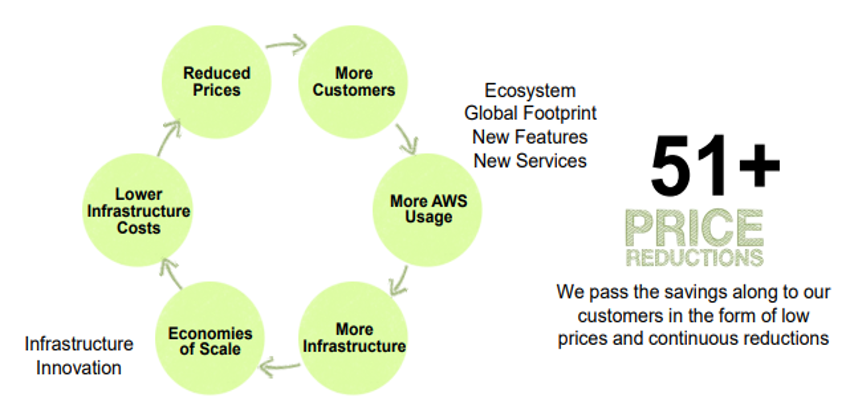 Reduced
Prices
More
Customers
Ecosystem
Global Footprint
New Features
New Services
51+
PRICE
REDUCTIONS
Lower
Infrastructure
Costs
More AWS
Usage
We pass the savings along to our
customers in the form of low
prices and continuous reductions
Economies
of Scale
More
Infrastructure
Infrastructure
Innovation